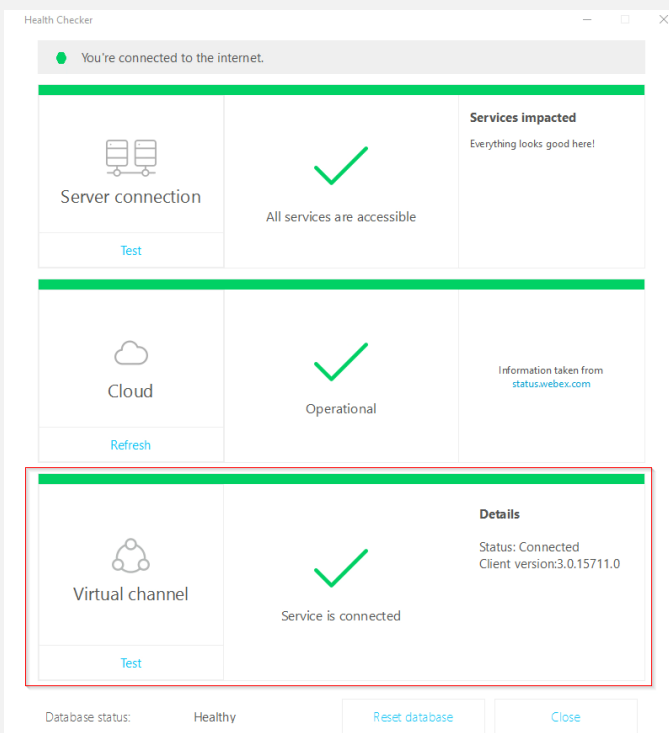 Health Checker
You're connected to the internet.
Server connection
Test
All services are accessible
Services impacted
Everything looks good here!
Cloud
Refresh
Operational
Information taken from
status.webex.com
Virtual channel
Test
Service is connected
Details
Status: Connected
Client version:3.0.15711.0
Database status: Healthy Reset database Close